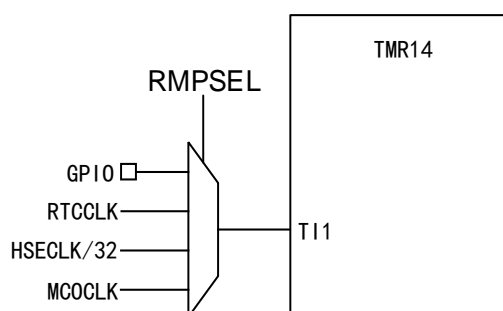 TMR14
RMPSEL
GPIO
RTCCLK
TI1
HSECLK/32
MCOCLK